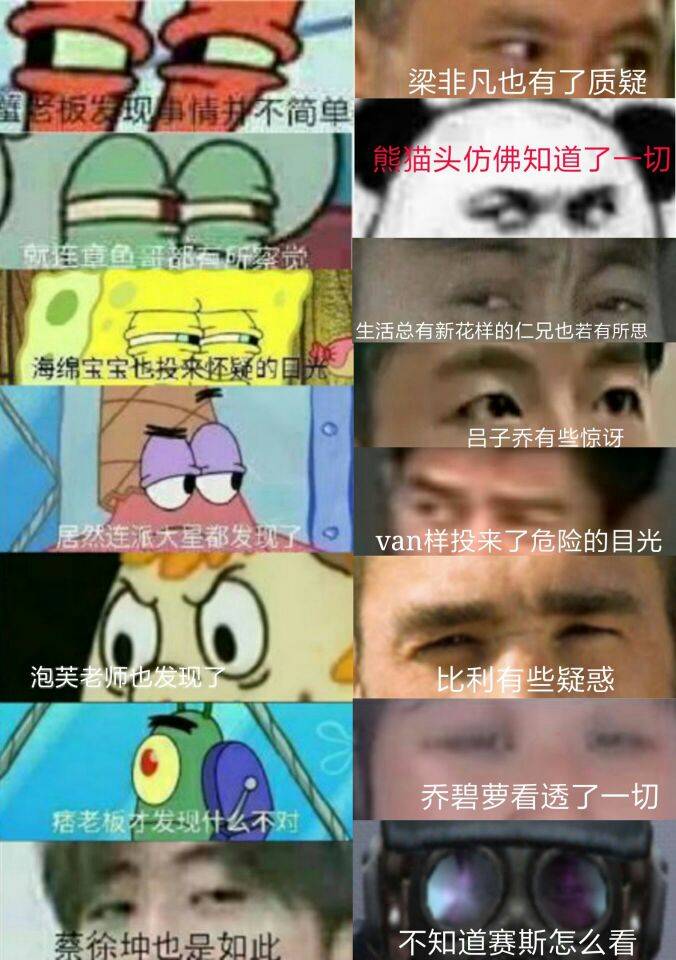 蟹老板发现事情并不简单
就连章鱼哥都有所察觉
海绵宝宝也投来怀疑的目光
居然连派大星都发现了
泡芙老师也发现了
痞老板才发现什么不对
蔡徐坤也是如此
梁非凡也有了质疑
熊猫头仿佛知道了一切
生活总有新花样的仁兄也若有所思
吕子乔有些惊讶
van样投来了危险的目光
比利有些疑惑
乔碧萝看透了一切
不知道赛斯怎么看